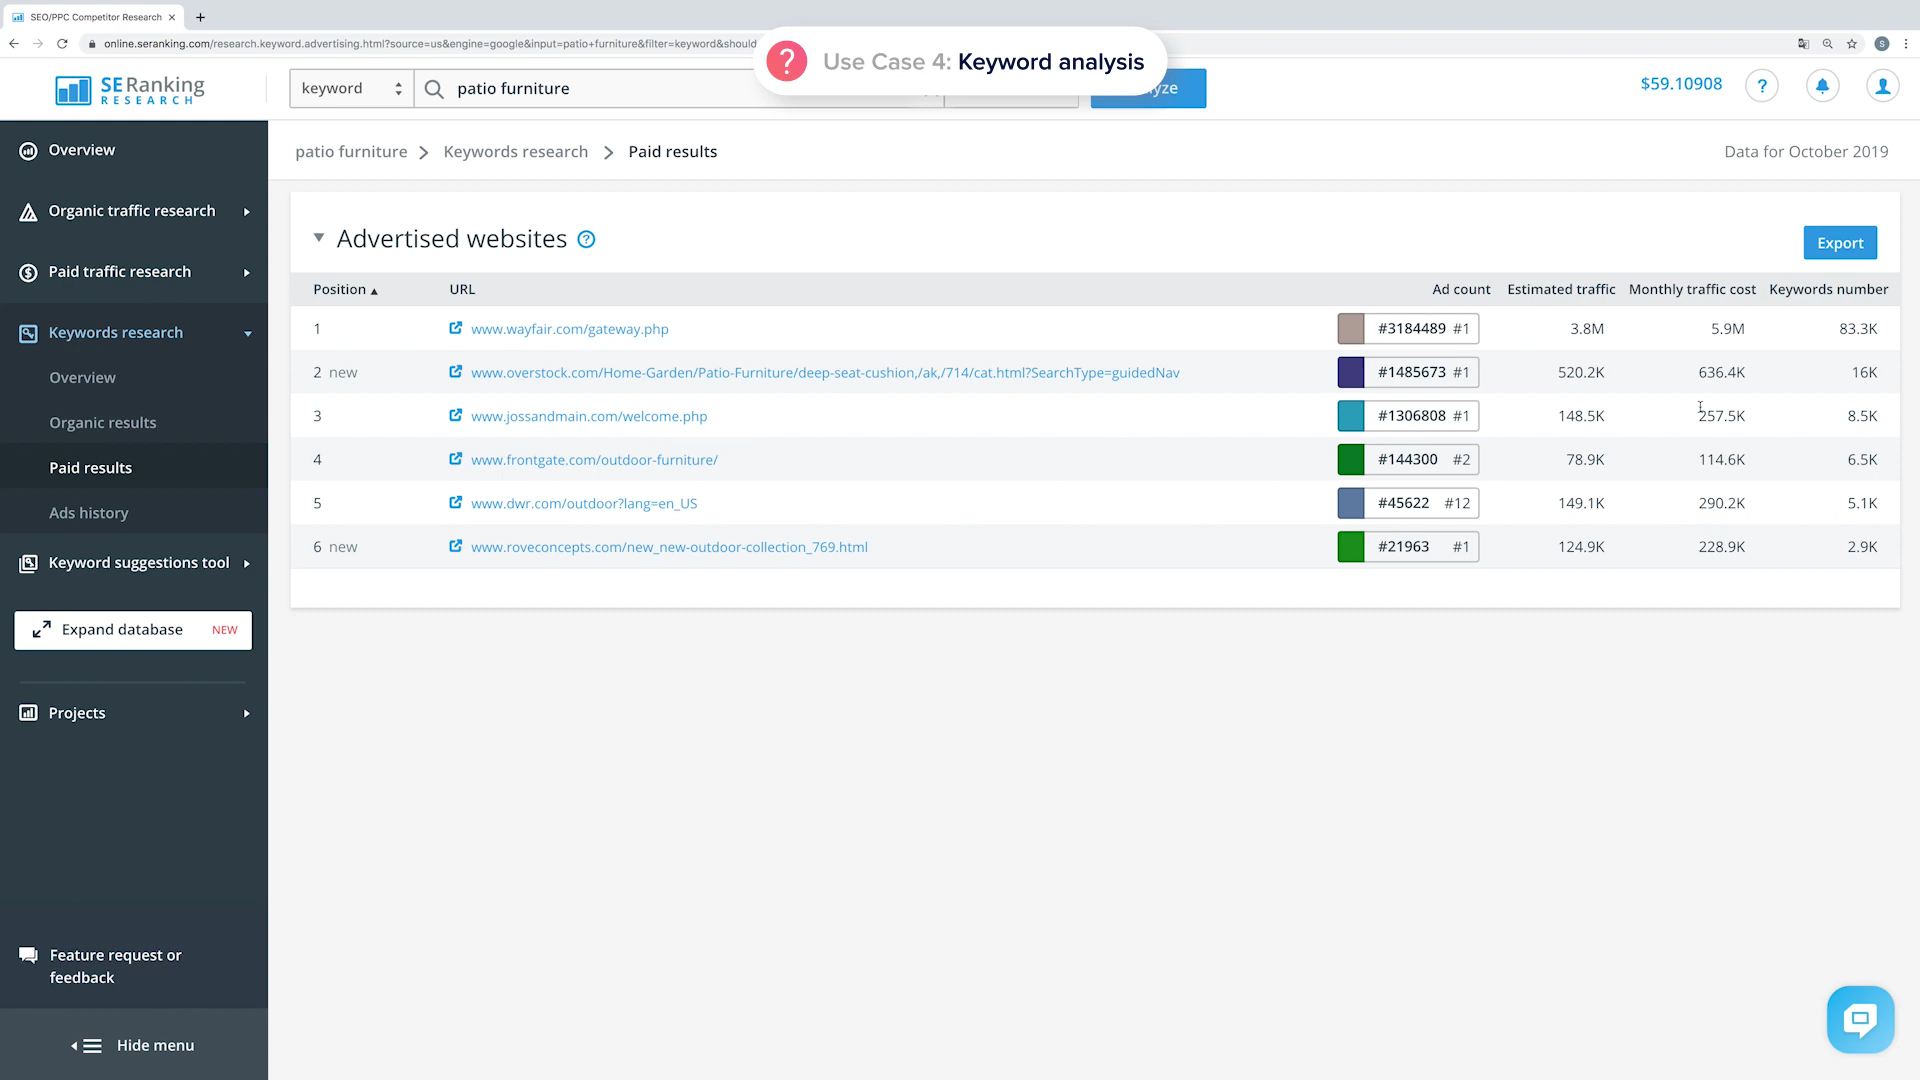 SEO/PPC Competitor Research
online.seranking.com/research.keyword.advertising.html?source=us&engine=google&input=patio+furniture&filter=keyword&should
S
? Use Case 4: Keyword analysis
SERanking
RESEARCH
keyword
patio furniture
yze
$59.10908
?
Overview
Organic traffic research
Paid traffic research
Keywords research
Overview
Organic results
Paid results
Ads history
Keyword suggestions tool
Expand database NEW
Projects
Feature request or
feedback
Hide menu
patio furniture > Keywords research > Paid results
Data for October 2019
Advertised websites ?
Export
Position URL Ad count Estimated traffic Monthly traffic cost Keywords number
1 www.wayfair.com/gateway.php #3184489 #1 3.8M 5.9M 83.3K
2 new www.overstock.com/Home-Garden/Patio-Furniture/deep-seat-cushion,/ak,/714/cat.html?SearchType=guidedNav #1485673 #1 520.2K 636.4K 16K
3 www.jossandmain.com/welcome.php #1306808 #1 148.5K 257.5K 8.5K
4 www.frontgate.com/outdoor-furniture/ #144300 #2 78.9K 114.6K 6.5K
5 www.dwr.com/outdoor?lang=en_US #45622 #12 149.1K 290.2K 5.1K
6 new www.roveconcepts.com/new_new-outdoor-collection_769.html #21963 #1 124.9K 228.9K 2.9K